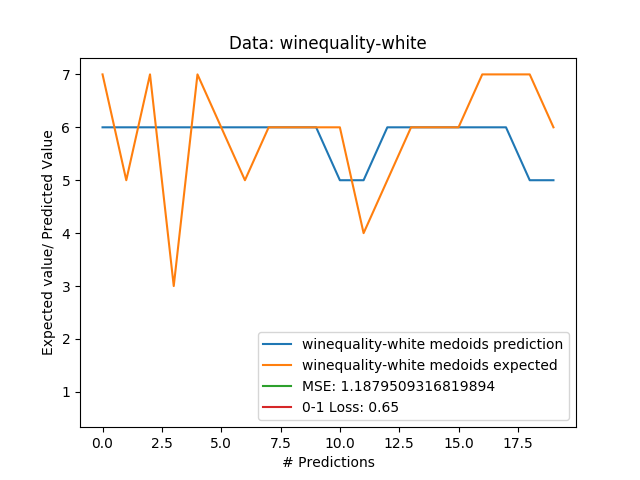 Data: winequality-white
Expected value/ Predicted Value
7
6
5
4
3
2
1
winequality-white medoids prediction
winequality-white medoids expected
MSE: 1.1879509316819894
0-1 Loss: 0.65
0.0 2.5 5.0 7.5 10.0 12.5 15.0 17.5
# Predictions